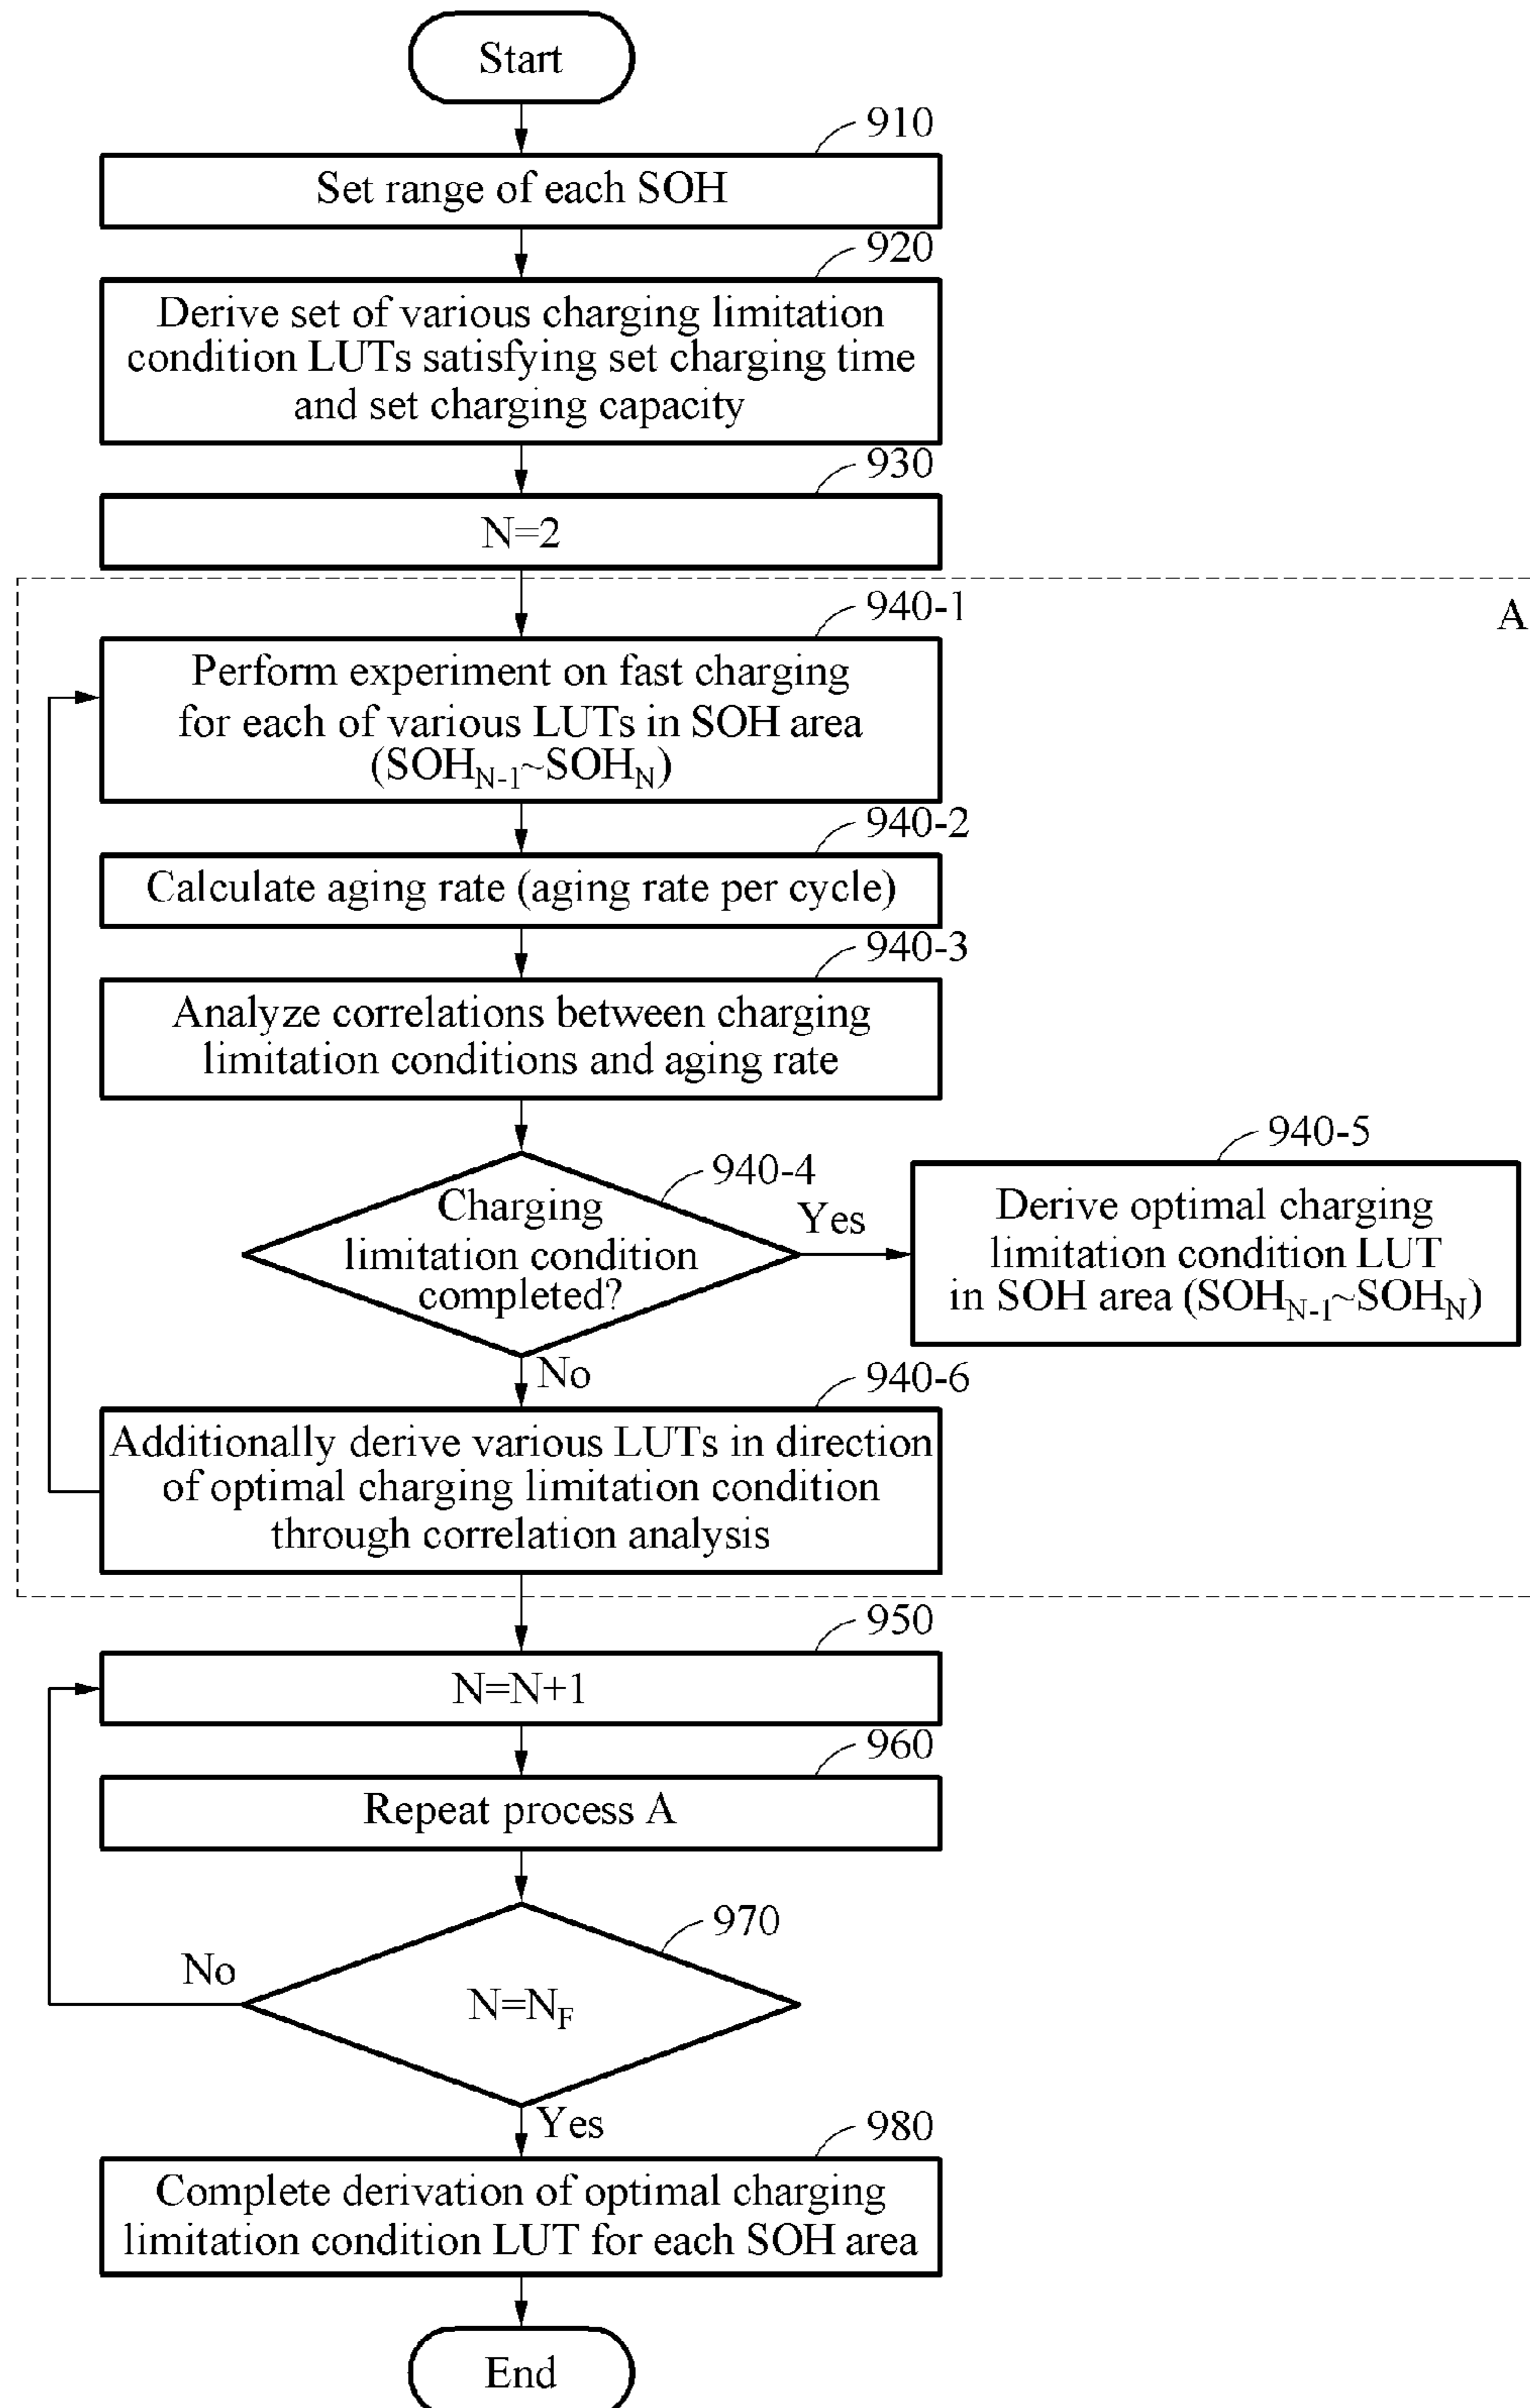 Start
910
Set range of each SOH
920
Derive set of various charging limitation
condition LUTs satisfying set charging time
and set charging capacity
930
N=2
A
940-1
Perform experiment on fast charging
for each of various LUTs in SOH area
(SOH_N-1~SOH_N)
940-2
Calculate aging rate (aging rate per cycle)
940-3
Analyze correlations between charging
limitation conditions and aging rate
940-4
Charging
limitation condition
completed?
Yes
940-5
Derive optimal charging
limitation condition LUT
in SOH area (SOH_N-1~SOH_N)
No
940-6
Additionally derive various LUTs in direction
of optimal charging limitation condition
through correlation analysis
950
N=N+1
960
Repeat process A
970
No
N=N_F
Yes
980
Complete derivation of optimal charging
limitation condition LUT for each SOH area
End